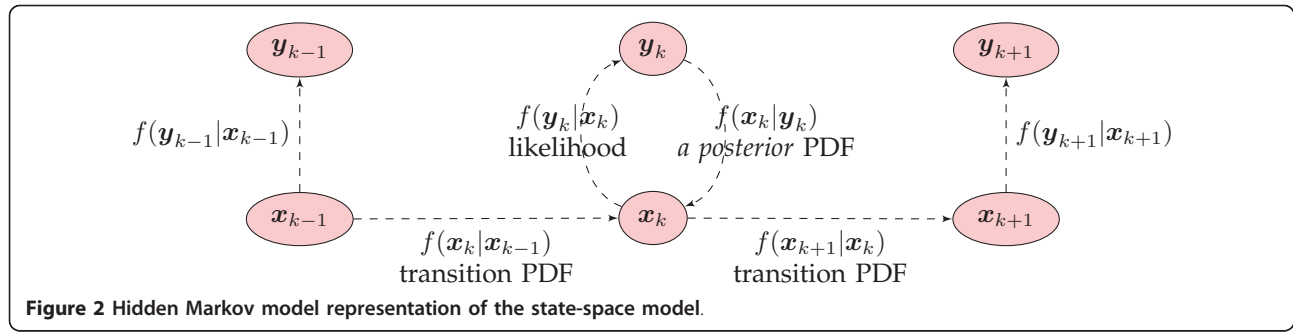 y_{k−1} y_k y_{k+1}
f(y_{k−1}|x_{k−1}) f(y_k|x_k) f(x_k|y_k) f(y_{k+1}|x_{k+1})
likelihood a posterior PDF
x_{k−1} x_k x_{k+1}
f(x_k|x_{k−1}) f(x_{k+1}|x_k)
transition PDF transition PDF
Figure 2 Hidden Markov model representation of the state-space model.